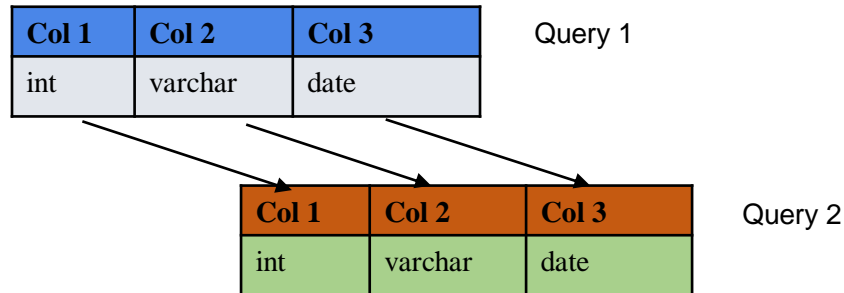 Col 1 Col 2 Col 3 Query 1
int varchar date
Col 1 Col 2 Col 3 Query 2
int varchar date